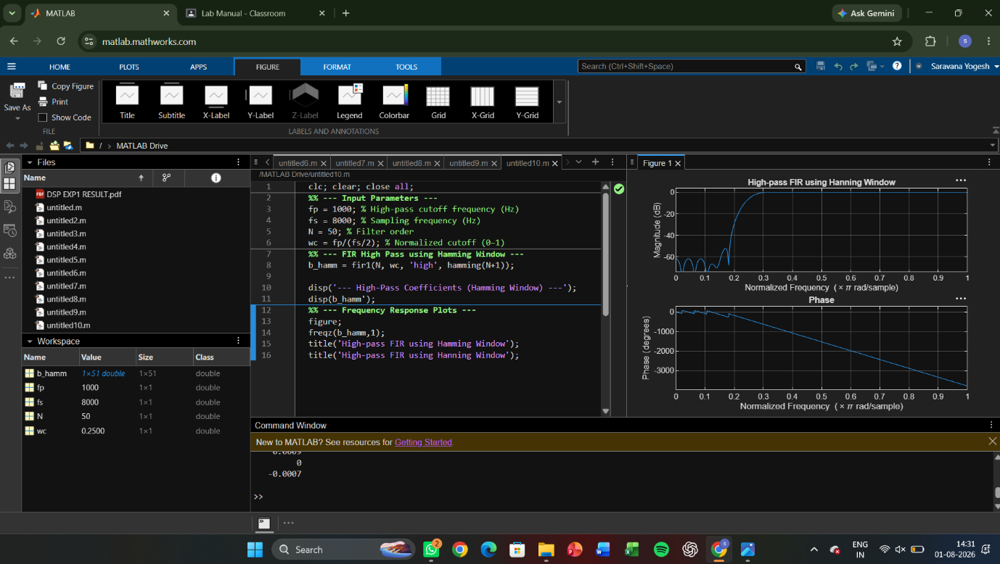 MATLAB
Lab Manual - Classroom
Ask Gemini
matlab.mathworks.com
S
HOME PLOTS APPS FIGURE FORMAT TOOLS
Search (Ctrl+Shift+Space)
Saravana Yogesh
Save As
Copy Figure
Print
Show Code
FILE
Title Subtitle X-Label Y-Label Z-Label Legend Colorbar Grid X-Grid Y-Grid
LABELS AND ANNOTATIONS
/ › MATLAB Drive
Files
Name
PDF DSP EXP1 RESULT.pdf
untitled.m
untitled2.m
untitled3.m
untitled4.m
untitled5.m
untitled6.m
untitled7.m
untitled8.m
untitled9.m
untitled10.m
Workspace
Name Value Size Class
b_hamm 1×51 double 1×51 double
fp 1000 1×1 double
fs 8000 1×1 double
N 50 1×1 double
wc 0.2500 1×1 double
untitled6.m untitled7.m untitled8.m untitled9.m untitled10.m
/MATLAB Drive/untitled10.m
1 clc; clear; close all;
2 %% --- Input Parameters ---
3 fp = 1000; % High-pass cutoff frequency (Hz)
4 fs = 8000; % Sampling frequency (Hz)
5 N = 50; % Filter order
6 wc = fp/(fs/2); % Normalized cutoff (0–1)
7 %% --- FIR High Pass using Hamming Window ---
8 b_hamm = fir1(N, wc, 'high', hamming(N+1));
9
10 disp('--- High-Pass Coefficients (Hamming Window) ---');
11 disp(b_hamm');
12 %% --- Frequency Response Plots ---
13 figure;
14 freqz(b_hamm,1);
15 title('High-pass FIR using Hamming Window');
16 title('High-pass FIR using Hanning Window');
Figure 1
High-pass FIR using Hanning Window
Magnitude (dB)
0
-20
-40
-60
0 0.1 0.2 0.3 0.4 0.5 0.6 0.7 0.8 0.9 1
Normalized Frequency (×π rad/sample)
Phase
Phase (degrees)
0
-1000
-2000
-3000
0 0.1 0.2 0.3 0.4 0.5 0.6 0.7 0.8 0.9 1
Normalized Frequency (×π rad/sample)
Command Window
New to MATLAB? See resources for Getting Started.
0.0009
0
-0.0007
>>
Search
2
ENG
IN
14:31
01-08-2026